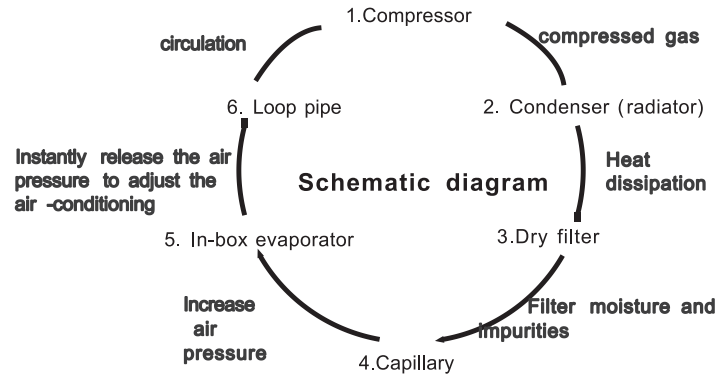 1.Compressor
circulation
compressed gas
6. Loop pipe
2. Condenser (radiator)
Instantly release the air
pressure to adjust the
air -conditioning
Schematic diagram
Heat
dissipation
5. In-box evaporator
3.Dry filter
Increase
air
pressure
Filter moisture and
impurities
4.Capillary